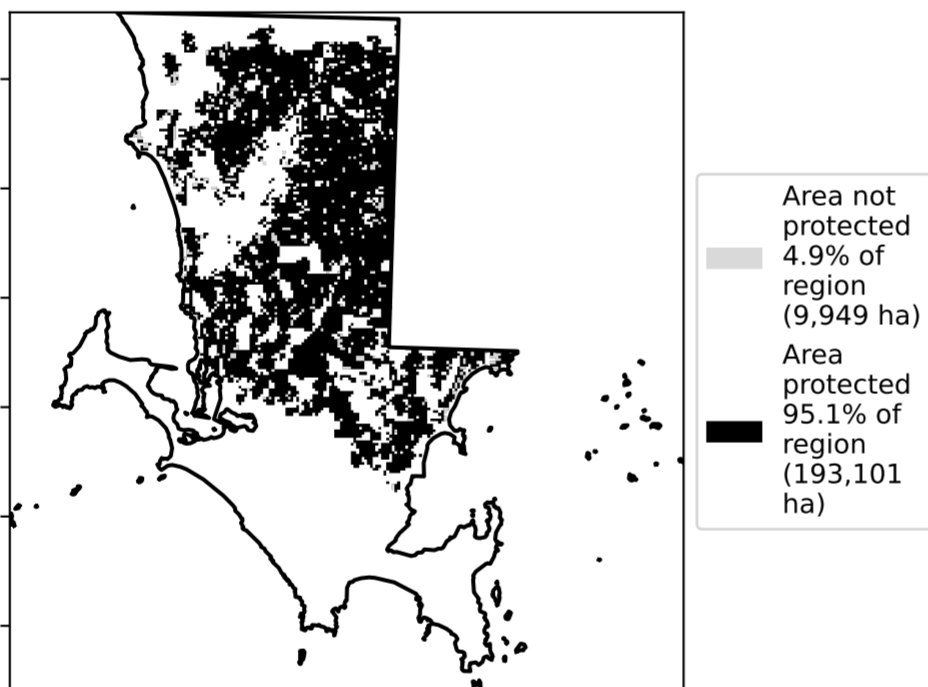 Area not
protected
4.9% of
region
(9,949 ha)
Area
protected
95.1% of
region
(193,101
ha)